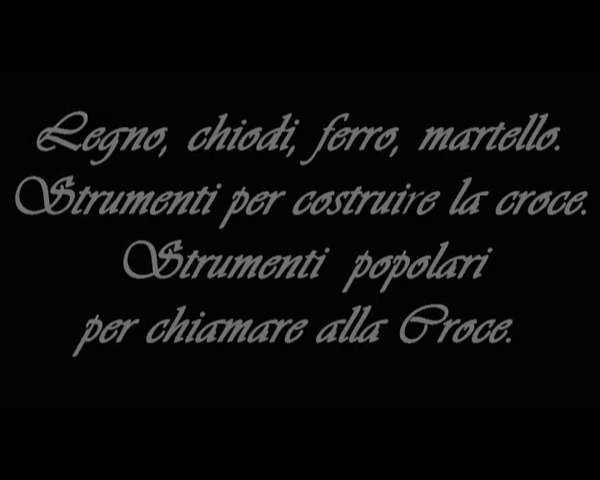 Legno, chiodi, ferro, martello.
Strumenti per costruire la croce.
Strumenti popolari
per chiamare alla Croce.